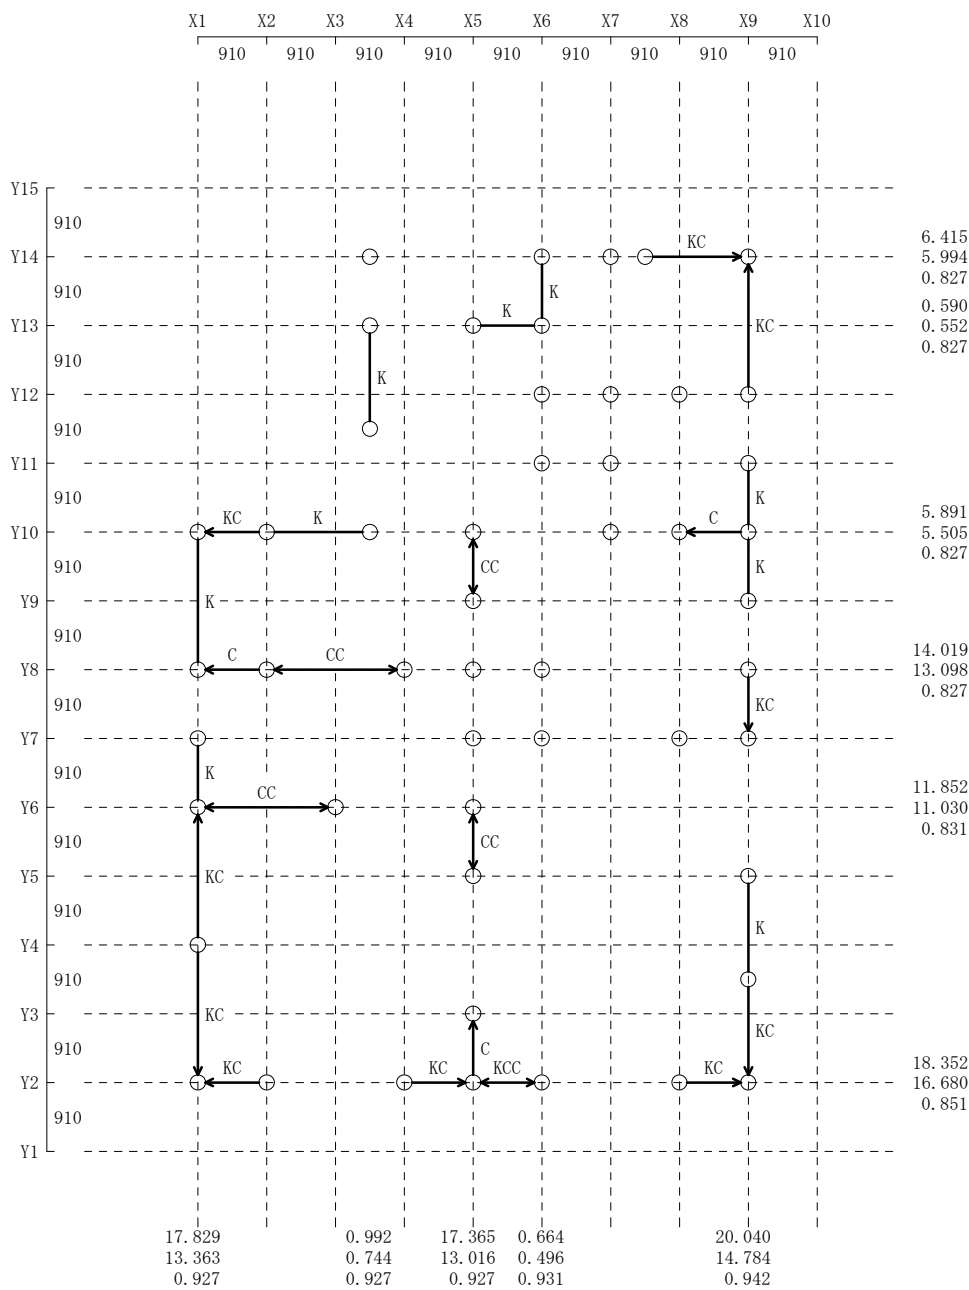 X1 X2 X3 X4 X5 X6 X7 X8 X9 X10
910 910 910 910 910 910 910 910 910
Y15
910
KC 6.415
Y14 5.994
0.827
910 K
0.590
K
Y13 0.552
KC
0.827
910
K
Y12
910
Y11
910 K
5.891
KC K C
Y10 5.505
0.827
910 CC K
Y9
K
910
14.019
C CC
Y8 13.098
0.827
910 KC
Y7
910 K
11.852
CC
Y6 11.030
0.831
910 CC
Y5
KC
910
K
Y4
910
Y3
KC
KC
910 C
18.352
KC KC KCC KC
Y2 16.680
0.851
910
Y1
17.829 0.992 17.365 0.664 20.040
13.363 0.744 13.016 0.496 14.784
0.927 0.927 0.927 0.931 0.942